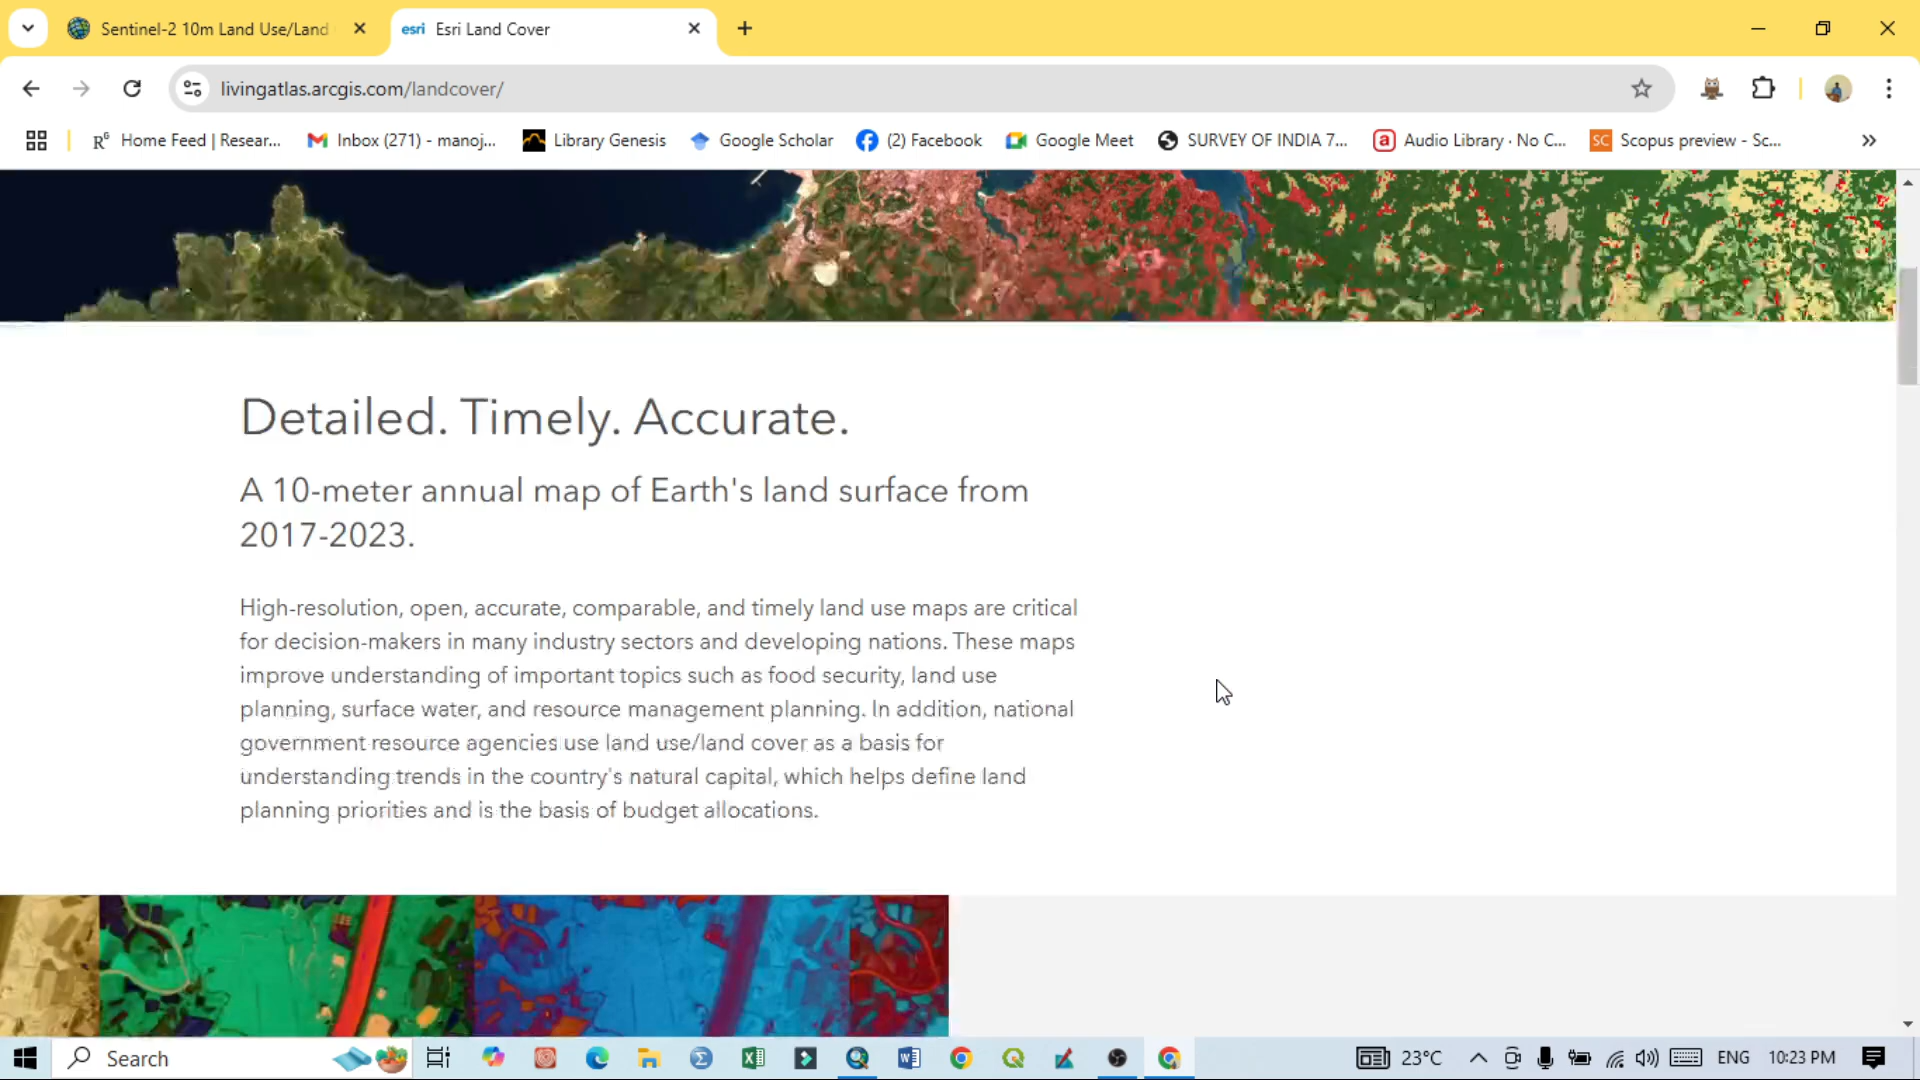 Sentinel-2 10m Land Use/Land
esri Esri Land Cover
livingatlas.arcgis.com/landcover/
Home Feed | Resear...
Inbox (271) - manoj...
Library Genesis
Google Scholar
(2) Facebook
Google Meet
SURVEY OF INDIA 7...
Audio Library · No C...
Scopus preview - Sc...
Detailed. Timely. Accurate.
A 10-meter annual map of Earth's land surface from
2017-2023.
High-resolution, open, accurate, comparable, and timely land use maps are critical
for decision-makers in many industry sectors and developing nations. These maps
improve understanding of important topics such as food security, land use
planning, surface water, and resource management planning. In addition, national
government resource agencies use land use/land cover as a basis for
understanding trends in the country's natural capital, which helps define land
planning priorities and is the basis of budget allocations.
Search
23°C
ENG
10:23 PM